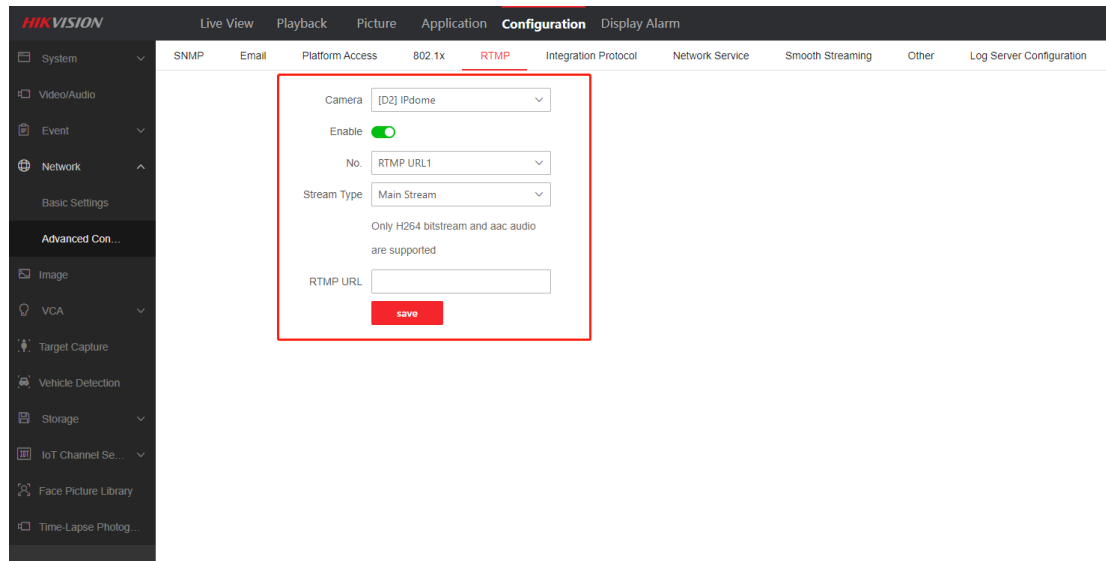 HIKVISION Live View Playback Picture Application Configuration Display Alarm
System
Video/Audio
Event
Network
Basic Settings
Advanced Con...
Image
VCA
Target Capture
Vehicle Detection
Storage
IOT IoT Channel Se...
Face Picture Library
Time-Lapse Photog...
SNMP Email Platform Access 802.1x RTMP Integration Protocol Network Service Smooth Streaming Other Log Server Configuration
Camera [D2] IPdome
Enable
No. RTMP URL1
Stream Type Main Stream
Only H264 bitstream and aac audio
are supported
RTMP URL
save